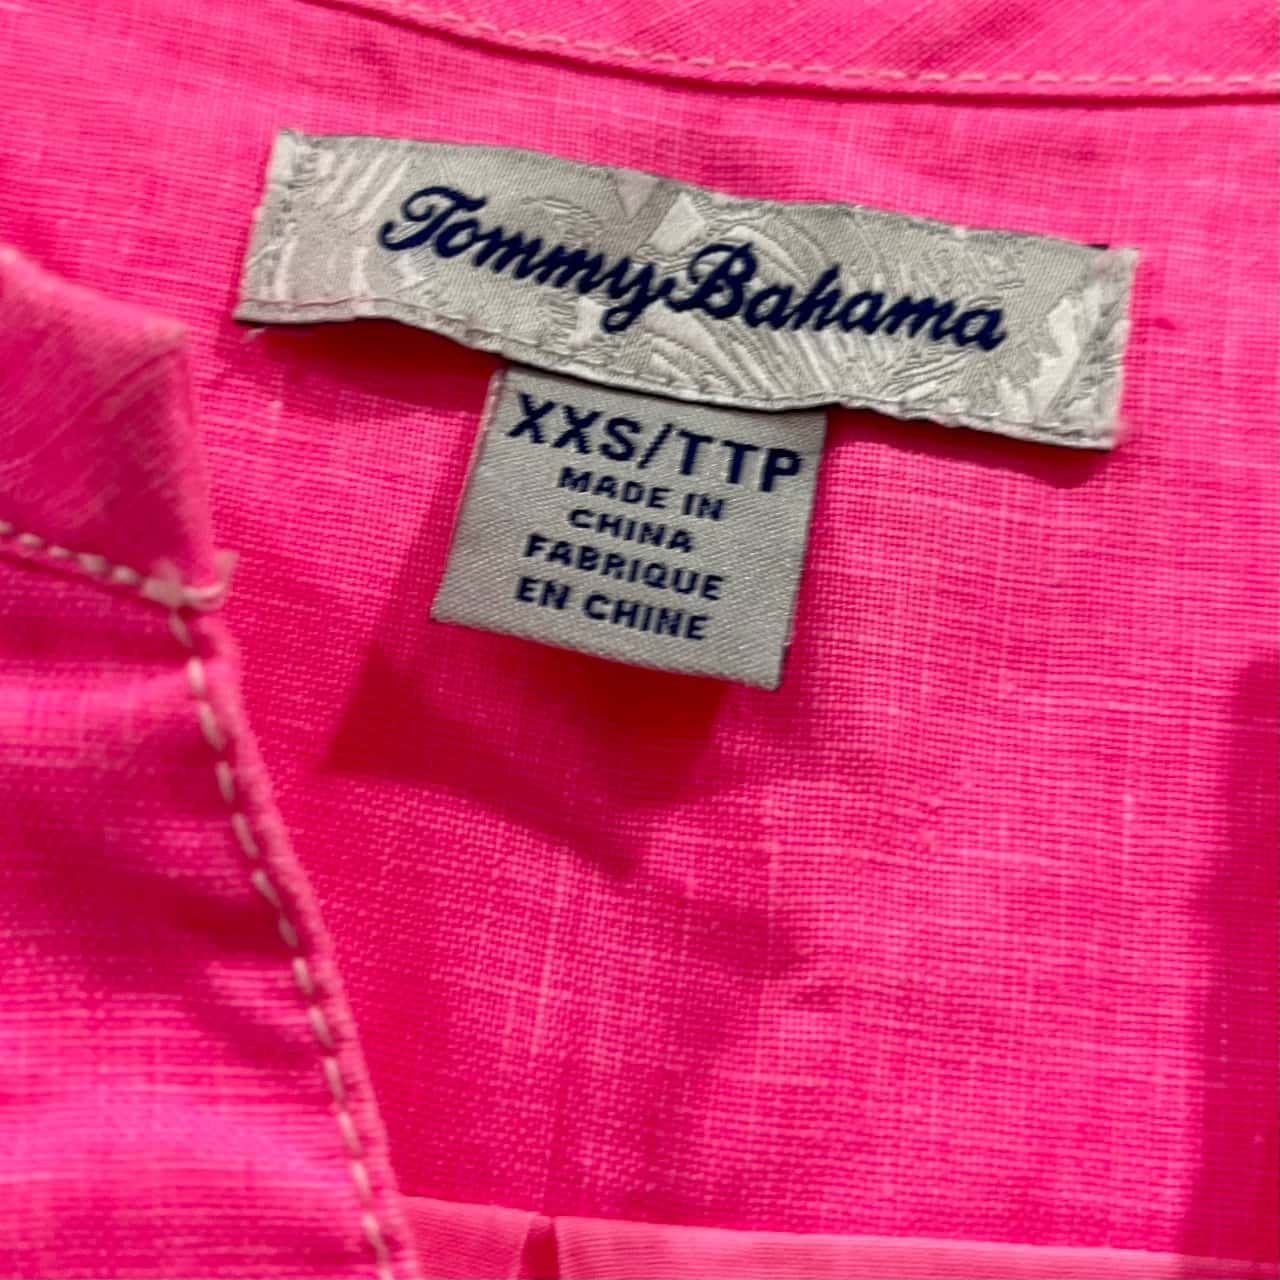 Tommy Bahama
XXS/TTP
MADE IN
CHINA
FABRIQUE
EN CHINE